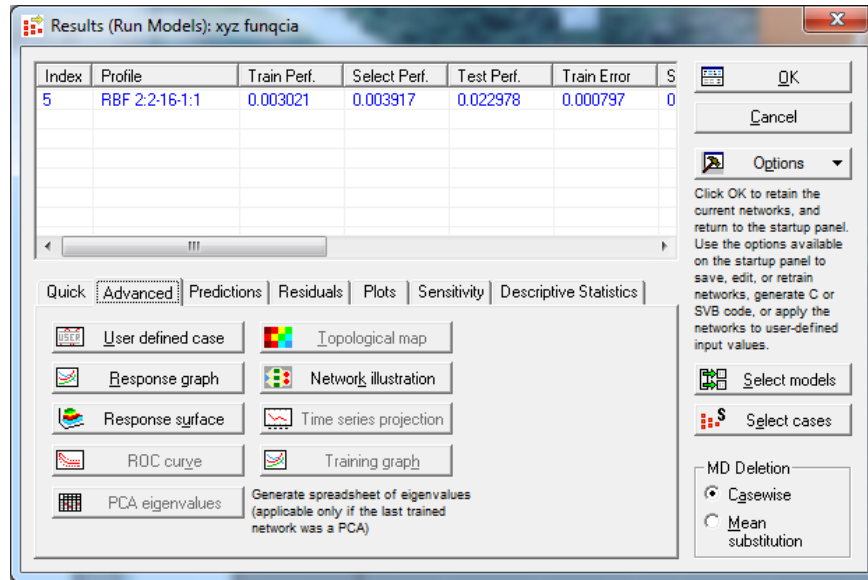 Results (Run Models): xyz funqcia
Index Profile Train Perf. Select Perf. Test Perf. Train Error S
5 RBF 2:2-16-1:1 0.003021 0.003917 0.022978 0.000797 0
OK
Cancel
Options
Click OK to retain the
current networks, and
return to the startup panel.
Use the options available
on the startup panel to
save, edit, or retrain
networks, generate C or
SVB code, or apply the
networks to user-defined
input values.
Select models
Select cases
MD Deletion
Casewise
Mean
substitution
Quick Advanced Predictions Residuals Plots Sensitivity Descriptive Statistics
USER User defined case Topological map
Response graph Network illustration
Response surface Time series projection
ROC curve Training graph
PCA eigenvalues
Generate spreadsheet of eigenvalues
(applicable only if the last trained
network was a PCA)